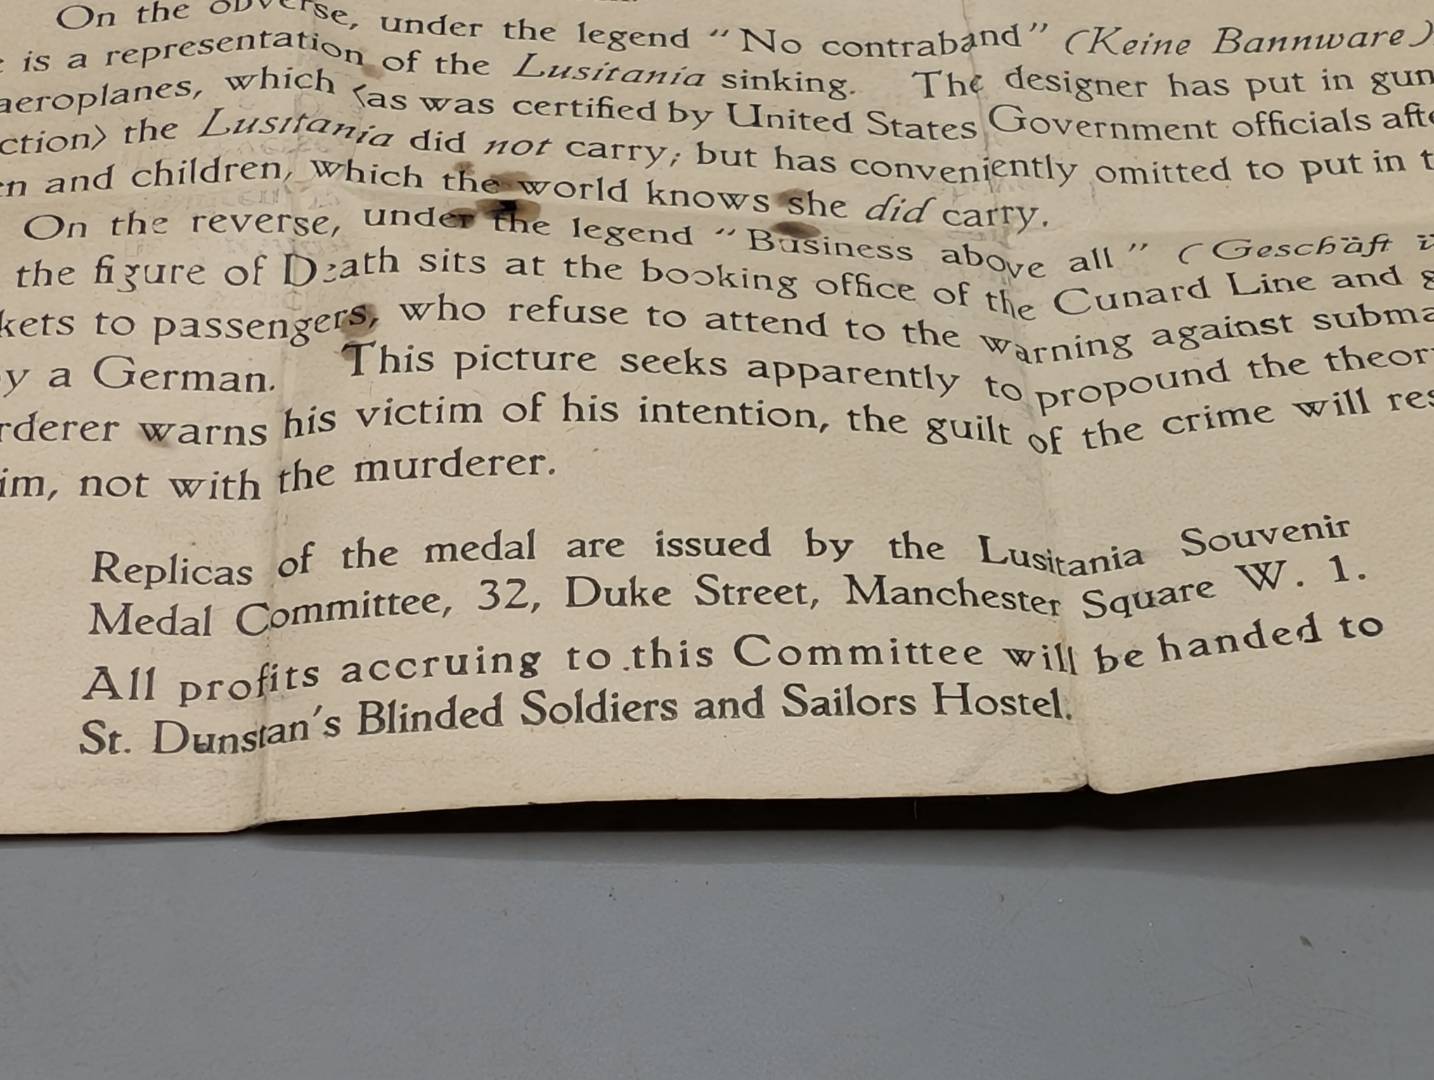 On the obverse, under the legend “No contraband” (Keine Bannware)
is a representation of the Lusitania sinking. The designer has put in gun
aeroplanes, which (as was certified by United States Government officials afte
ction) the Lusitania did not carry; but has conveniently omitted to put in t
en and children, which the world knows she did carry.
On the reverse, under the legend “Business above all” (Geschäft ü
the figure of Death sits at the booking office of the Cunard Line and g
kets to passengers, who refuse to attend to the warning against subma
y a German. This picture seeks apparently to propound the theor
rderer warns his victim of his intention, the guilt of the crime will res
im, not with the murderer.
Replicas of the medal are issued by the Lusitania Souvenir
Medal Committee, 32, Duke Street, Manchester Square W. 1.
All profits accruing to this Committee will be handed to
St. Dunstan's Blinded Soldiers and Sailors Hostel.